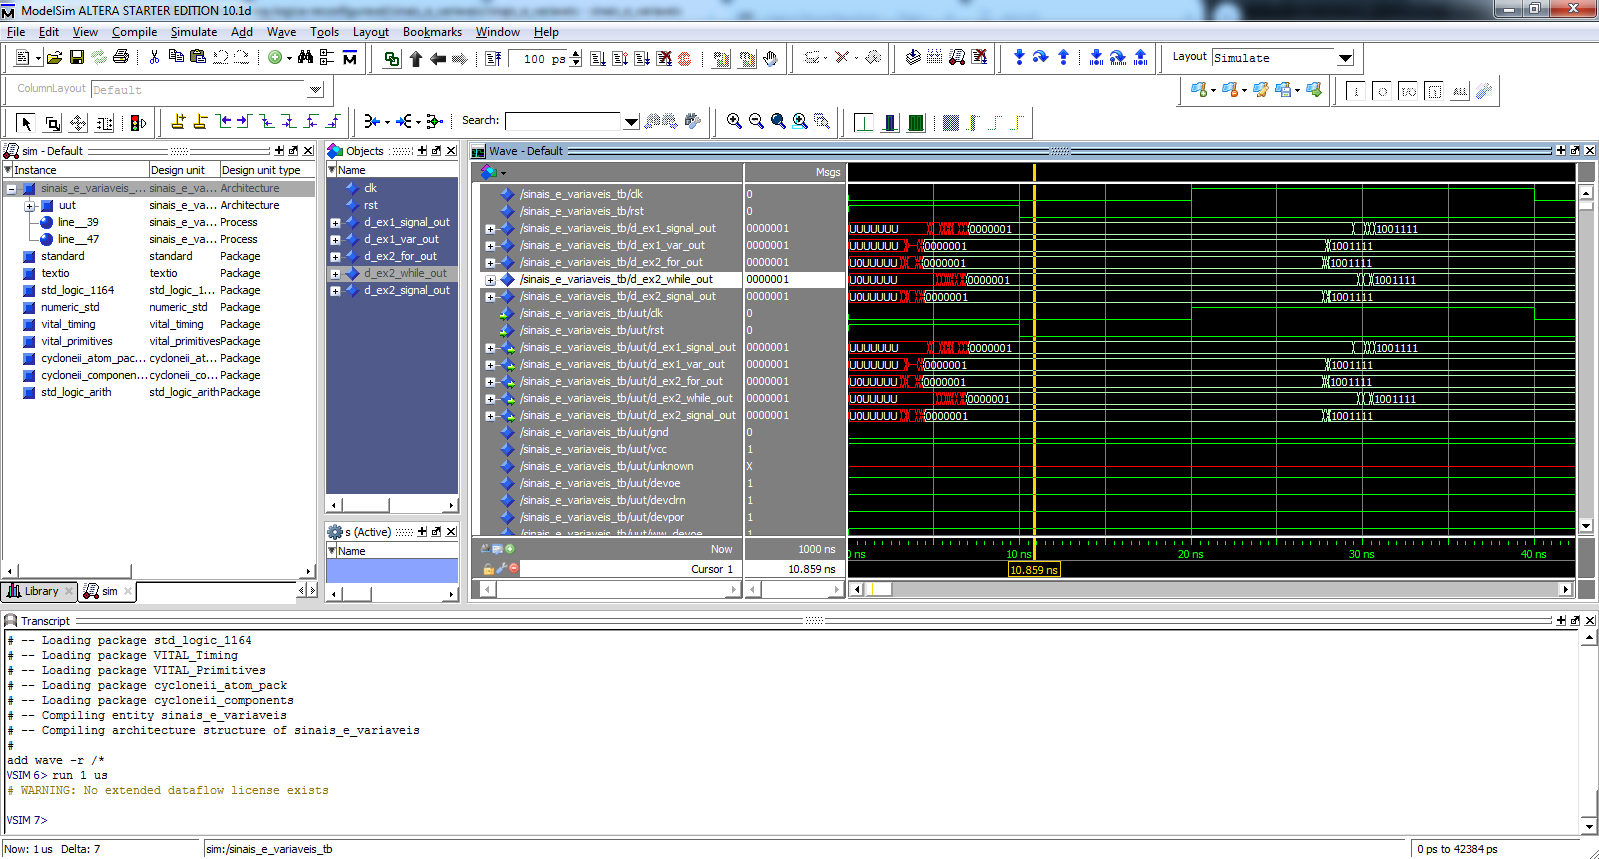 ModelSim ALTERA STARTER EDITION 10.1d
File Edit View Compile Simulate Add Wave Tools Layout Bookmarks Window Help
100 ps
Layout Simulate
ColumnLayout Default
Search:
sim - Default
Instance Design unit Design unit type
sinais_e_variaveis_... sinais_e_va... Architecture
uut sinais_e_va... Architecture
line__39 sinais_e_va... Process
line__47 sinais_e_va... Process
standard standard Package
textio textio Package
std_logic_1164 std_logic_1... Package
numeric_std numeric_std Package
vital_timing vital_timing Package
vital_primitives vital_primitives Package
cycloneii_atom_pac... cycloneii_at... Package
cycloneii_componen... cycloneii_co... Package
std_logic_arith std_logic_arith Package
Library sim
Objects
Name
clk
rst
d_ex1_signal_out
d_ex1_var_out
d_ex2_for_out
d_ex2_while_out
d_ex2_signal_out
s (Active)
Name
Wave - Default
Msgs
/sinais_e_variaveis_tb/clk 0
/sinais_e_variaveis_tb/rst 0
/sinais_e_variaveis_tb/d_ex1_signal_out 0000001 UUUUUUU 0000001 1001111
/sinais_e_variaveis_tb/d_ex1_var_out 0000001 UUUUUUU 0000001 1001111
/sinais_e_variaveis_tb/d_ex2_for_out 0000001 U0UUUUU 0000001 1001111
/sinais_e_variaveis_tb/d_ex2_while_out 0000001 U0UUUUU 0000001 1001111
/sinais_e_variaveis_tb/d_ex2_signal_out 0000001 U0UUUUU 0000001 1001111
/sinais_e_variaveis_tb/uut/clk 0
/sinais_e_variaveis_tb/uut/rst 0
/sinais_e_variaveis_tb/uut/d_ex1_signal_out 0000001 UUUUUUU 0000001 1001111
/sinais_e_variaveis_tb/uut/d_ex1_var_out 0000001 UUUUUUU 0000001 1001111
/sinais_e_variaveis_tb/uut/d_ex2_for_out 0000001 U0UUUUU 0000001 1001111
/sinais_e_variaveis_tb/uut/d_ex2_while_out 0000001 U0UUUUU 0000001 1001111
/sinais_e_variaveis_tb/uut/d_ex2_signal_out 0000001 U0UUUUU 0000001 1001111
/sinais_e_variaveis_tb/uut/gnd 0
/sinais_e_variaveis_tb/uut/vcc 1
/sinais_e_variaveis_tb/uut/unknown X
/sinais_e_variaveis_tb/uut/devoe 1
/sinais_e_variaveis_tb/uut/devclrn 1
/sinais_e_variaveis_tb/uut/devpor 1
/sinais_e_variaveis_tb/uut/ww_devoe 1
Now 1000 ns 0 ns 10 ns 20 ns 30 ns 40 ns
Cursor 1 10.859 ns 10.859 ns
Transcript
# -- Loading package std_logic_1164
# -- Loading package VITAL_Timing
# -- Loading package VITAL_Primitives
# -- Loading package cycloneii_atom_pack
# -- Loading package cycloneii_components
# -- Compiling entity sinais_e_variaveis
# -- Compiling architecture structure of sinais_e_variaveis
#
add wave -r /*
VSIM 6> run 1 us
# WARNING: No extended dataflow license exists
VSIM 7>
Now: 1 us Delta: 7 sim:/sinais_e_variaveis_tb 0 ps to 42384 ps